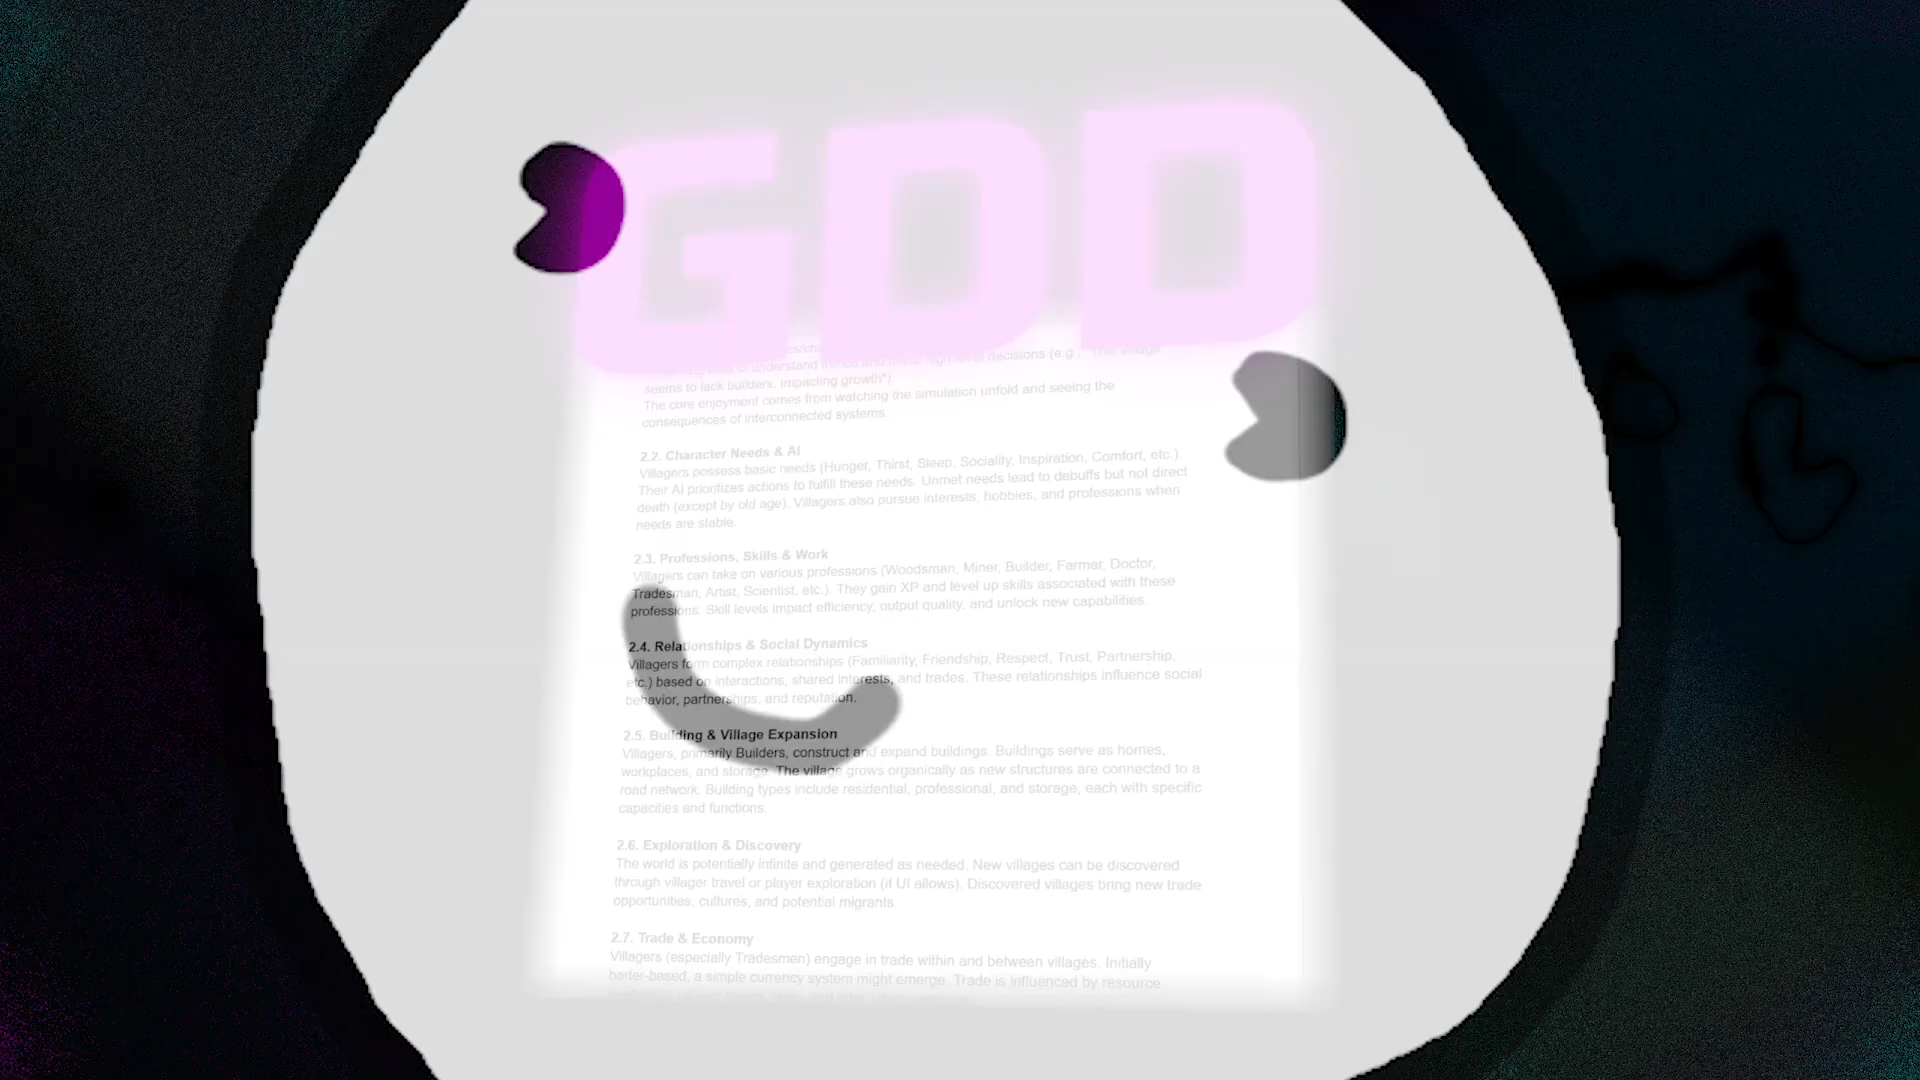 GDD
to understand trends and make high level decisions (e.g., "This village
seems to lack builders, impacting growth").
The core enjoyment comes from watching the simulation unfold and seeing the
consequences of interconnected systems.
2.2. Character Needs & AI
Villagers possess basic needs (Hunger, Thirst, Sleep, Sociality, Inspiration, Comfort, etc.).
Their AI prioritizes actions to fulfill these needs. Unmet needs lead to debuffs but not direct
death (except by old age). Villagers also pursue interests, hobbies, and professions when
needs are stable.
2.3. Professions, Skills & Work
Villagers can take on various professions (Woodsman, Miner, Builder, Farmer, Doctor,
Tradesman, Artist, Scientist, etc.). They gain XP and level up skills associated with these
professions. Skill levels impact efficiency, output quality, and unlock new capabilities.
2.4. Relationships & Social Dynamics
Villagers form complex relationships (Familiarity, Friendship, Respect, Trust, Partnership,
etc.) based on interactions, shared interests, and trades. These relationships influence social
behavior, partnerships, and reputation.
2.5. Building & Village Expansion
Villagers, primarily Builders, construct and expand buildings. Buildings serve as homes,
workplaces, and storage. The village grows organically as new structures are connected to a
road network. Building types include residential, professional, and storage, each with specific
capacities and functions.
2.6. Exploration & Discovery
The world is potentially infinite and generated as needed. New villages can be discovered
through villager travel or player exploration (if UI allows). Discovered villages bring new trade
opportunities, cultures, and potential migrants.
2.7. Trade & Economy
Villagers (especially Tradesmen) engage in trade within and between villages. Initially
barter-based, a simple currency system might emerge. Trade is influenced by resource